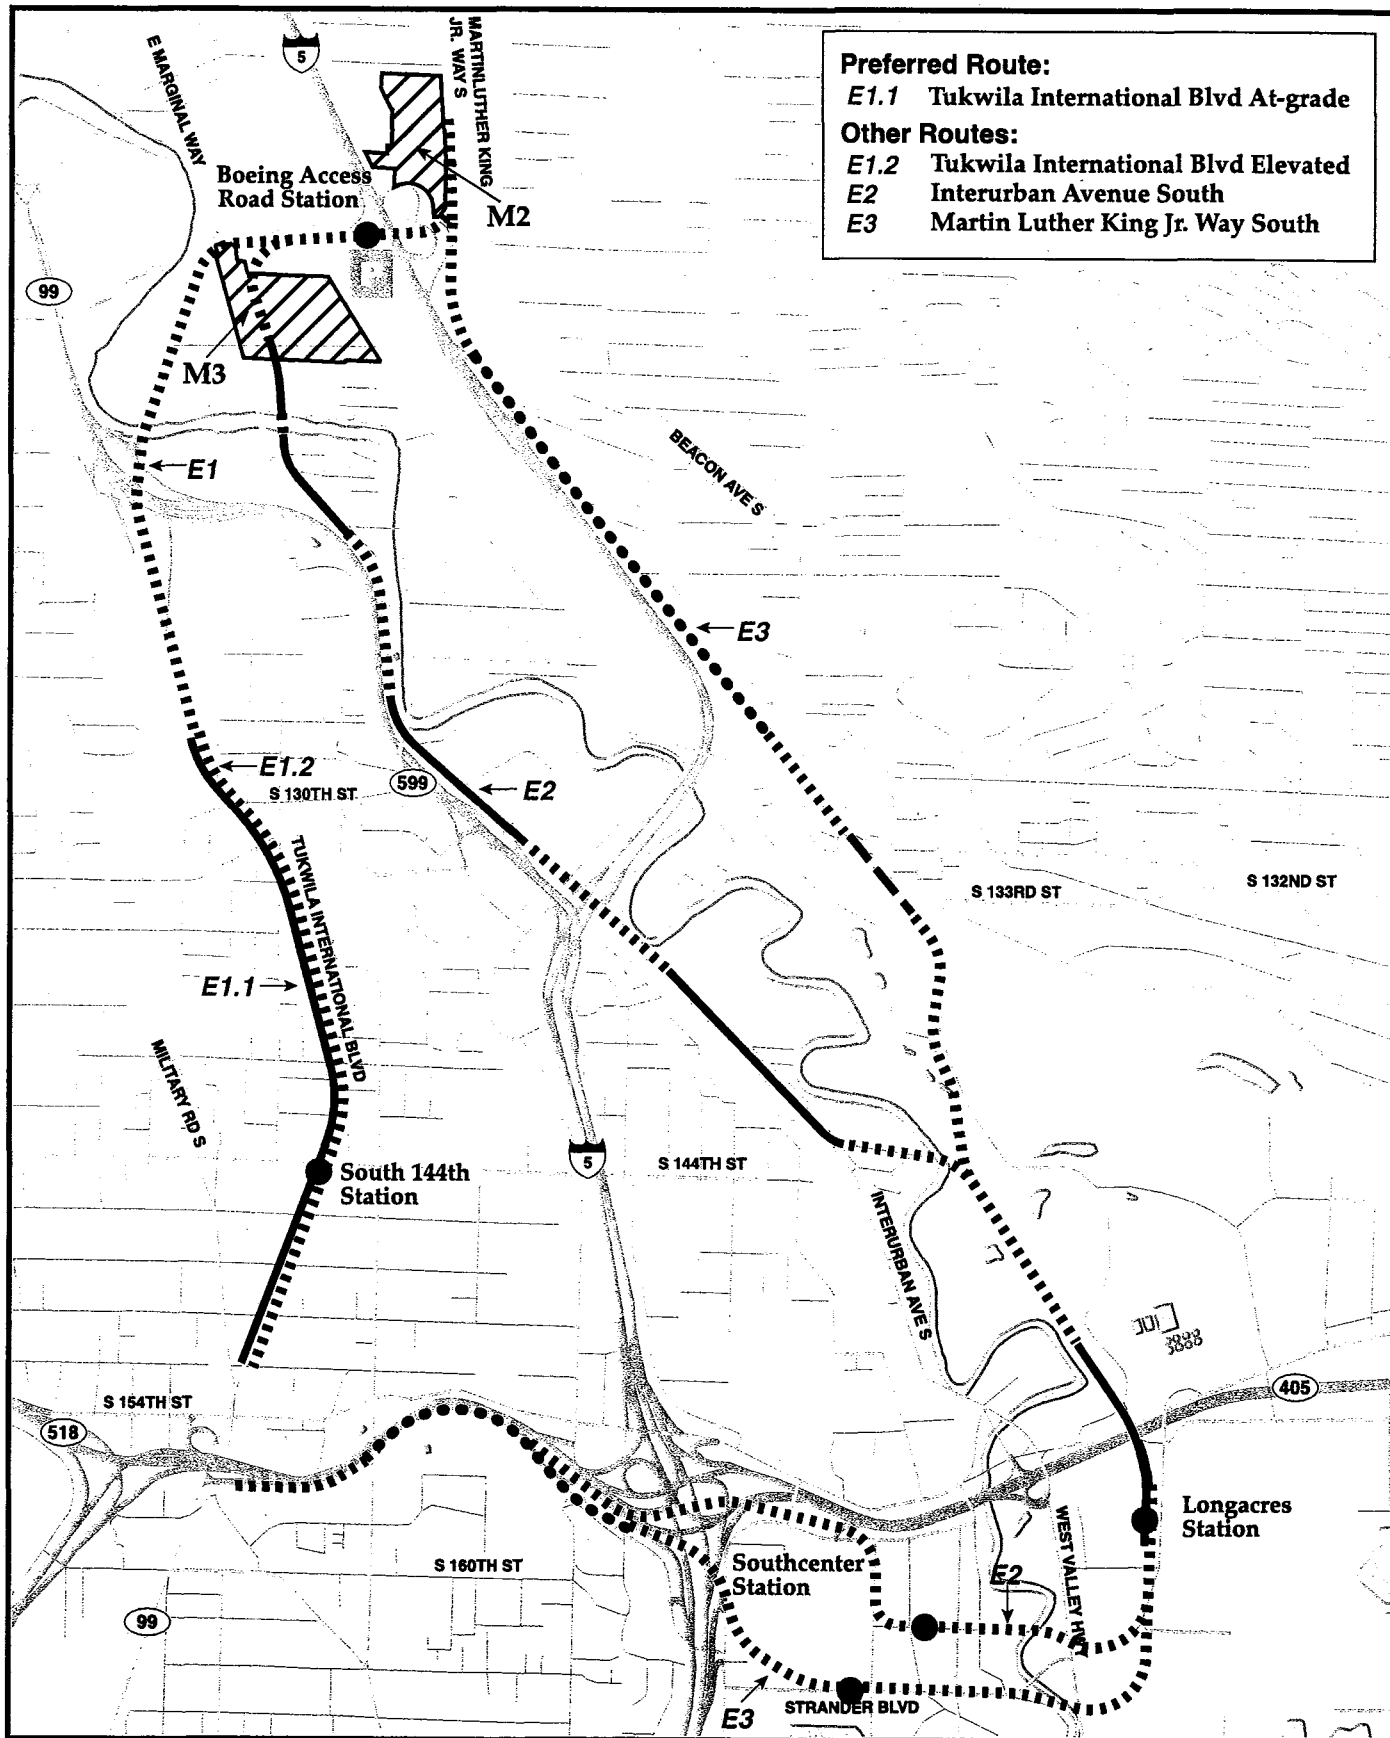 Preferred Route:
E1.1 Tukwila International Blvd At-grade
Other Routes:
E1.2 Tukwila International Blvd Elevated
E2 Interurban Avenue South
E3 Martin Luther King Jr. Way South
E MARGINAL WAY
5
MARTINLUTHER KING
JR. WAY S
Boeing Access
Road Station
M2
P
99
M3
E1
BEACON AVE S
E3
E1.2
S 130TH ST
599
E2
TUKWILA INTERNATIONAL BLVD
S 133RD ST
S 132ND ST
E1.1
MILITARY RD S
South 144th
Station
5
S 144TH ST
INTERURBAN AVE S
S 154TH ST
518
405
Longacres
Station
WEST VALLEY HWY
S 160TH ST
Southcenter
Station
E2
99
E3
STRANDER BLVD